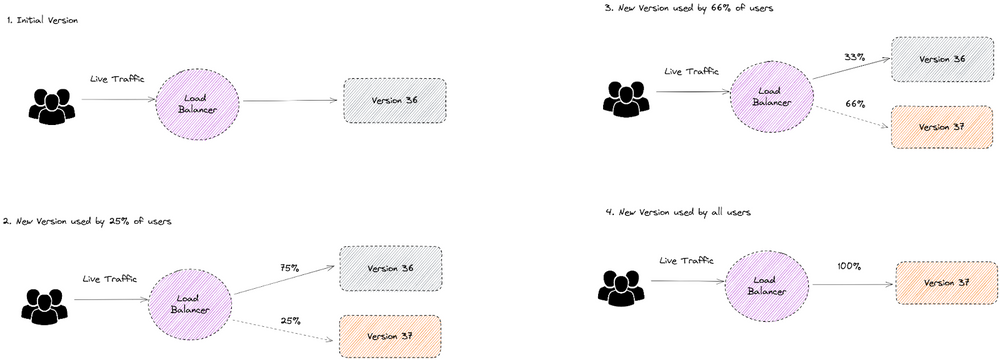 1. Initial Version
Live Traffic
Load
Balancer
Version 36
2. New Version used by 25% of users
Live Traffic
Load
Balancer
75%
25%
Version 36
Version 37
3. New Version used by 66% of users
Live Traffic
Load
Balancer
33%
66%
Version 36
Version 37
4. New Version used by all users
Live Traffic
Load
Balancer
100%
Version 37